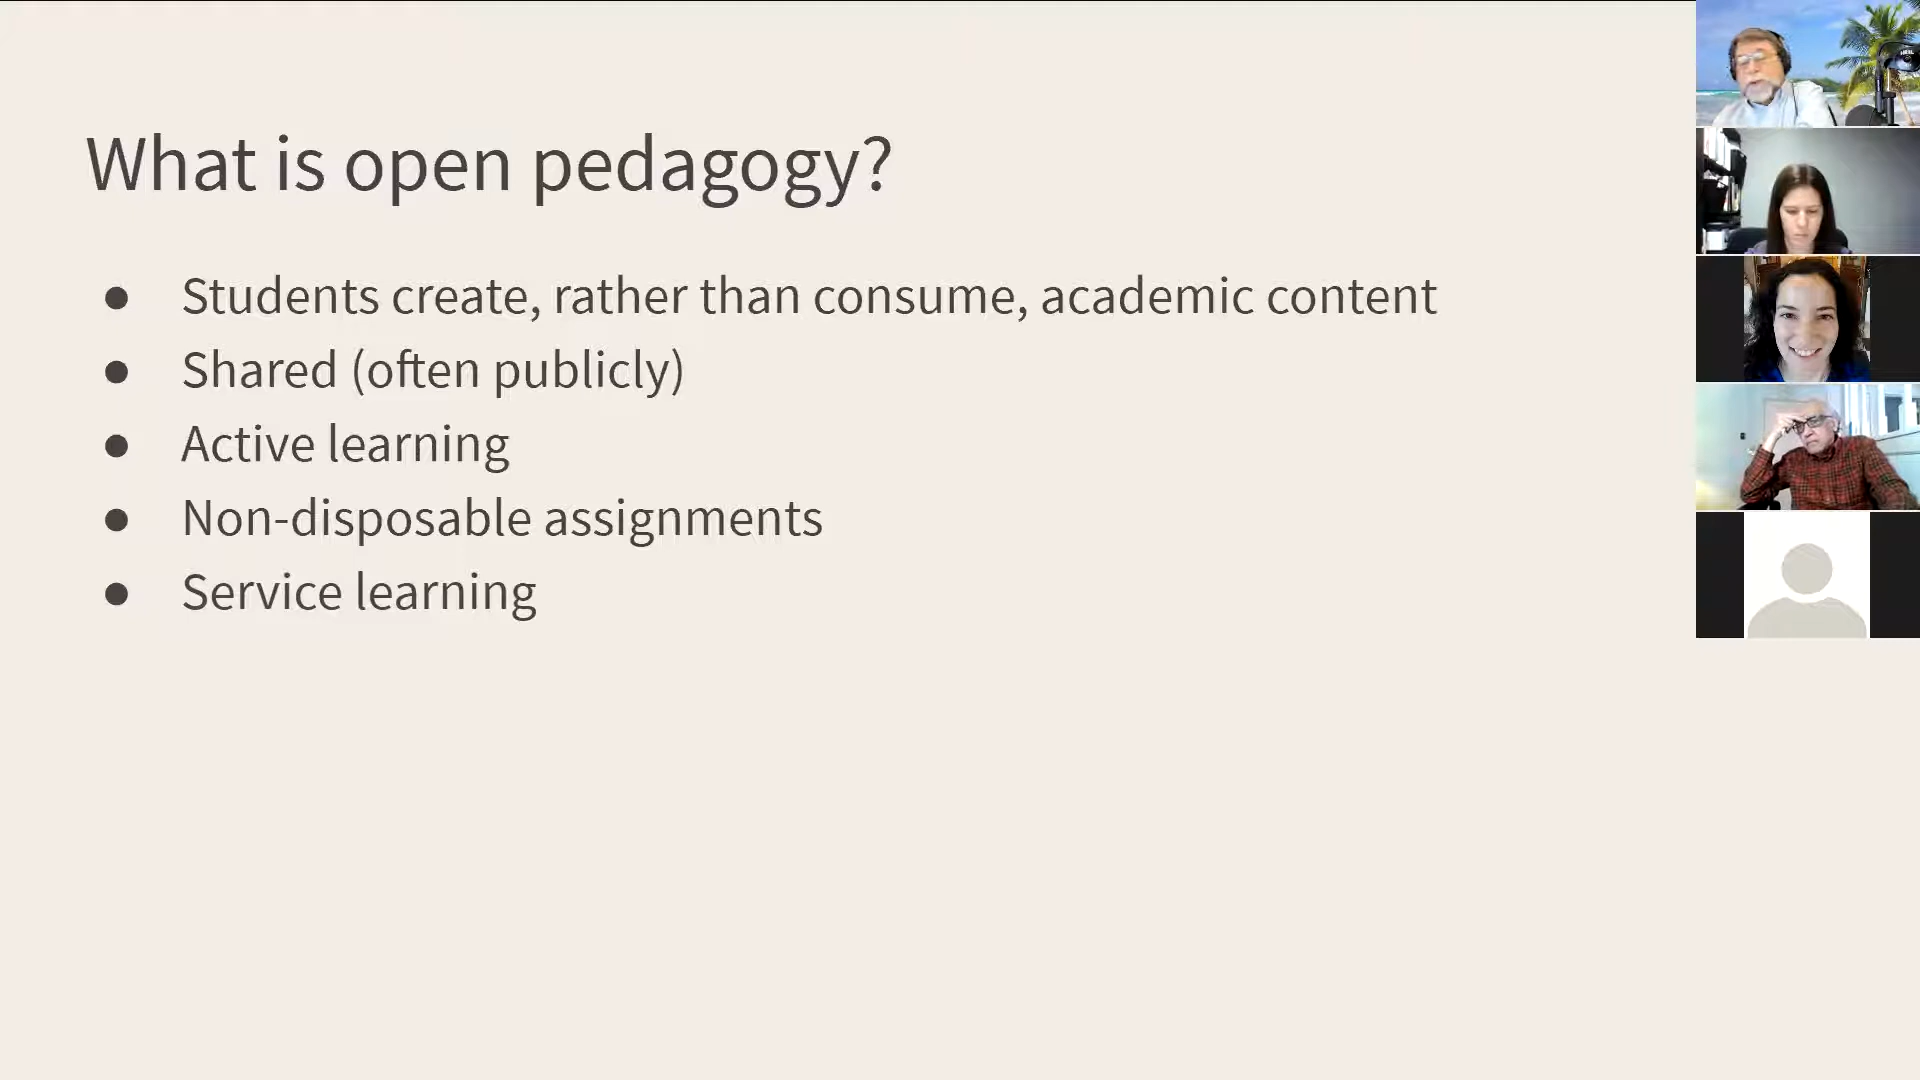 What is open pedagogy?
● Students create, rather than consume, academic content
● Shared (often publicly)
● Active learning
● Non-disposable assignments
● Service learning